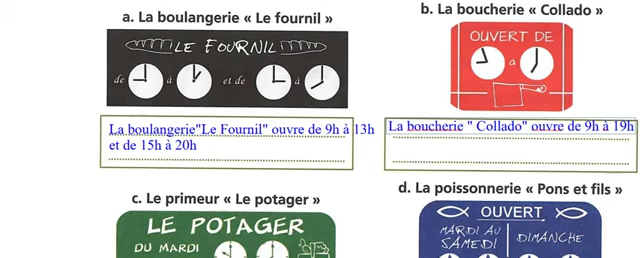 a. La boulangerie « Le fournil »
LE FOURNIL
de à et de à
La boulangerie"Le Fournil" ouvre de 9h à 13h
et de 15h à 20h
b. La boucherie « Collado »
OUVERT DE
a
La boucherie " Collado" ouvre de 9h à 19h
c. Le primeur « Le potager »
LE POTAGER
DU MARDI
d. La poissonnerie « Pons et fils »
OUVERT
MARDI AU SAMEDI DIMANCHE